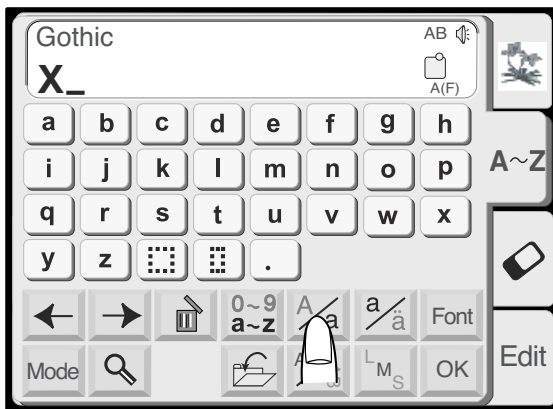 Gothic
AB
X_
A(F)
a b c d e f g h
i j k l m n o p
q r s t u v w x
y z .
A~Z
0~9
a~z
A/a
a/ä
Font
Mode
L M S
OK
Edit